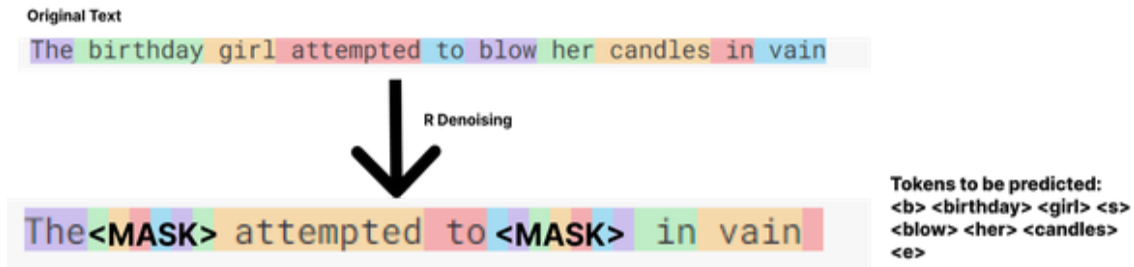 Original Text
The birthday girl attempted to blow her candles in vain
R Denoising
The<MASK> attempted to <MASK> in vain
Tokens to be predicted:
<b> <birthday> <girl> <s>
<blow> <her> <candles>
<e>